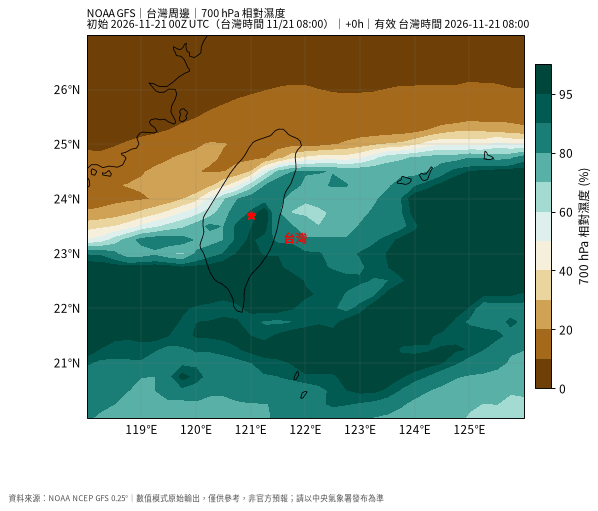 NOAA GFS｜台灣周邊｜700 hPa 相對濕度
初始 2026-11-21 00Z UTC（台灣時間 11/21 08:00）｜+0h｜有效 台灣時間 2026-11-21 08:00
26°N
25°N
24°N
23°N
22°N
21°N
119°E
120°E
121°E
122°E
123°E
124°E
125°E
台灣
95
80
60
40
20
0
700 hPa 相對濕度 (%)
資料來源：NOAA NCEP GFS 0.25°｜數值模式原始輸出，僅供參考，非官方預報；請以中央氣象署發布為準